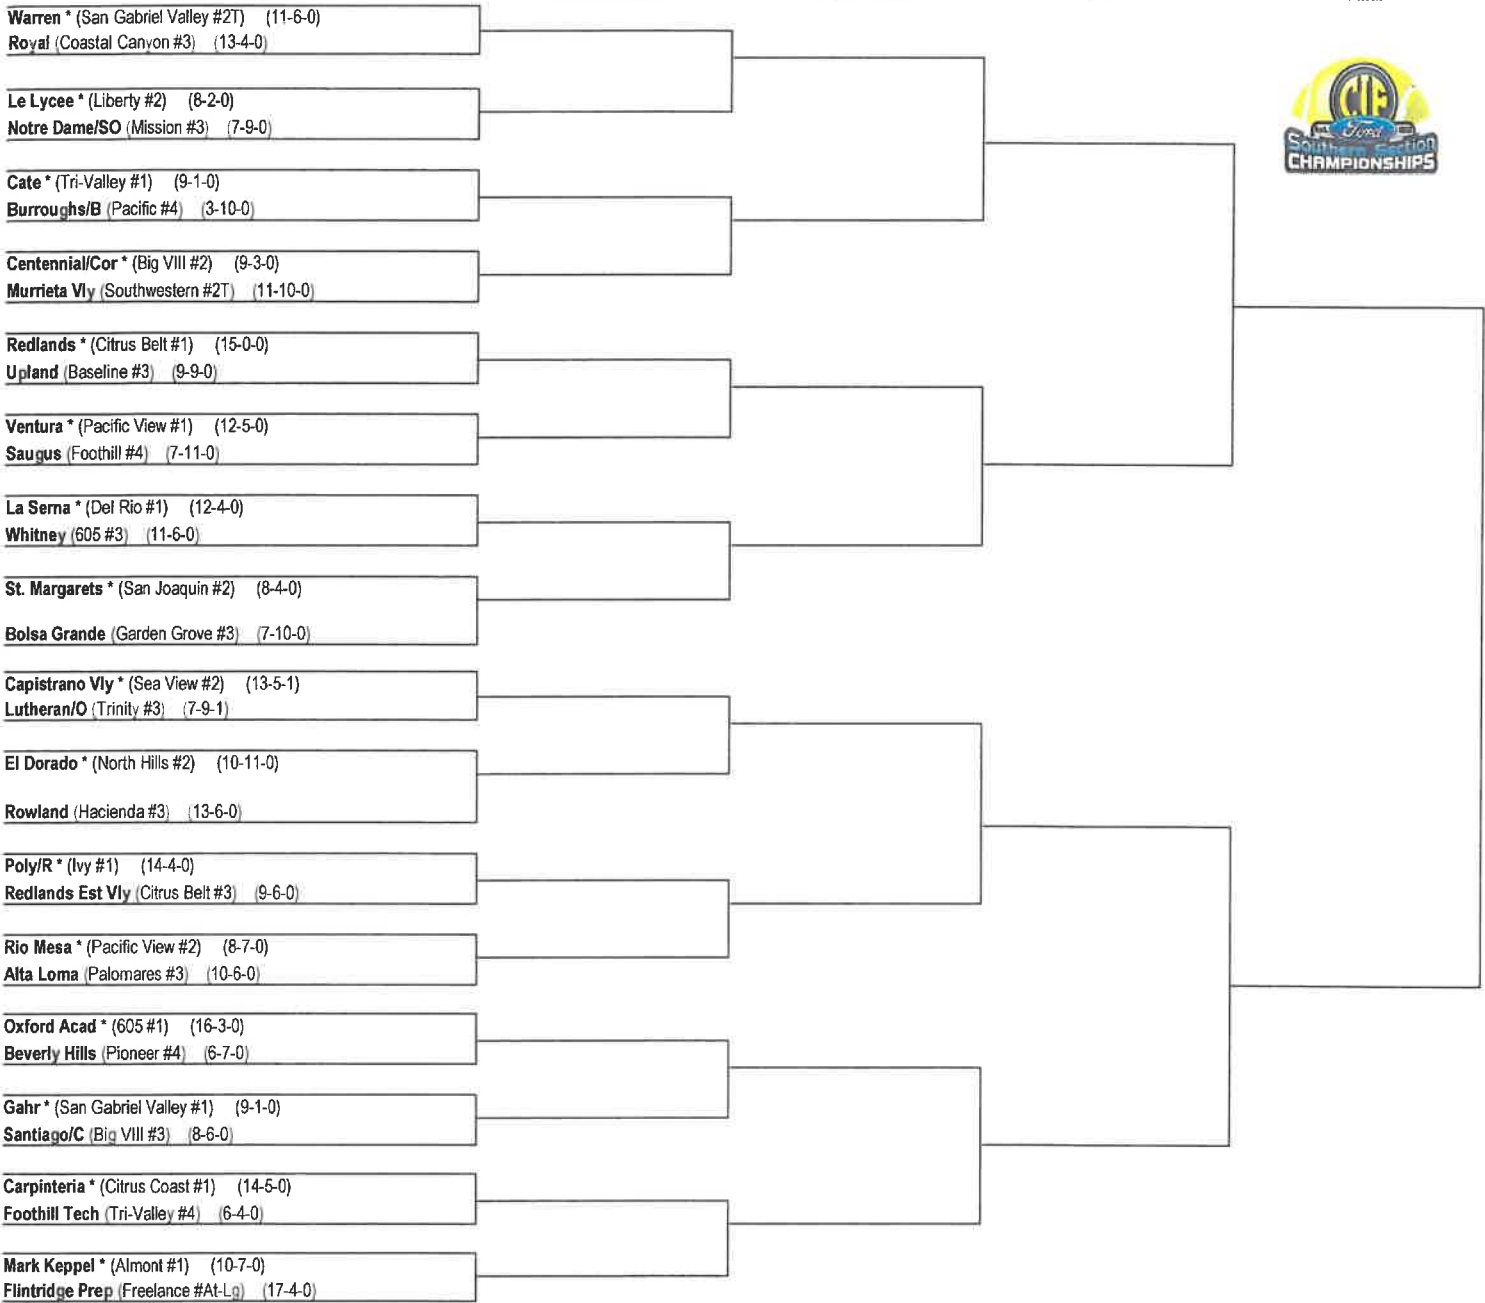 Warren * (San Gabriel Valley #2T) (11-6-0)
Royal (Coastal Canyon #3) (13-4-0)
Le Lycee * (Liberty #2) (8-2-0)
Notre Dame/SO (Mission #3) (7-9-0)
Cate * (Tri-Valley #1) (9-1-0)
Burroughs/B (Pacific #4) (3-10-0)
Centennial/Cor * (Big VIII #2) (9-3-0)
Murrieta Vly (Southwestern #2T) (11-10-0)
Redlands * (Citrus Belt #1) (15-0-0)
Upland (Baseline #3) (9-9-0)
Ventura * (Pacific View #1) (12-5-0)
Saugus (Foothill #4) (7-11-0)
La Serna * (Del Rio #1) (12-4-0)
Whitney (605 #3) (11-6-0)
St. Margarets * (San Joaquin #2) (8-4-0)
Bolsa Grande (Garden Grove #3) (7-10-0)
Capistrano Vly * (Sea View #2) (13-5-1)
Lutheran/O (Trinity #3) (7-9-1)
El Dorado * (North Hills #2) (10-11-0)
Rowland (Hacienda #3) (13-6-0)
Poly/R * (Ivy #1) (14-4-0)
Redlands Est Vly (Citrus Belt #3) (9-6-0)
Rio Mesa * (Pacific View #2) (8-7-0)
Alta Loma (Palomares #3) (10-6-0)
Oxford Acad * (605 #1) (16-3-0)
Beverly Hills (Pioneer #4) (6-7-0)
Gahr * (San Gabriel Valley #1) (9-1-0)
Santiago/C (Big VIII #3) (8-6-0)
Carpinteria * (Citrus Coast #1) (14-5-0)
Foothill Tech (Tri-Valley #4) (6-4-0)
Mark Keppel * (Almont #1) (10-7-0)
Flintridge Prep (Freelance #At-Lg) (17-4-0)
CIF
Ford
Southern Section
CHAMPIONSHIPS